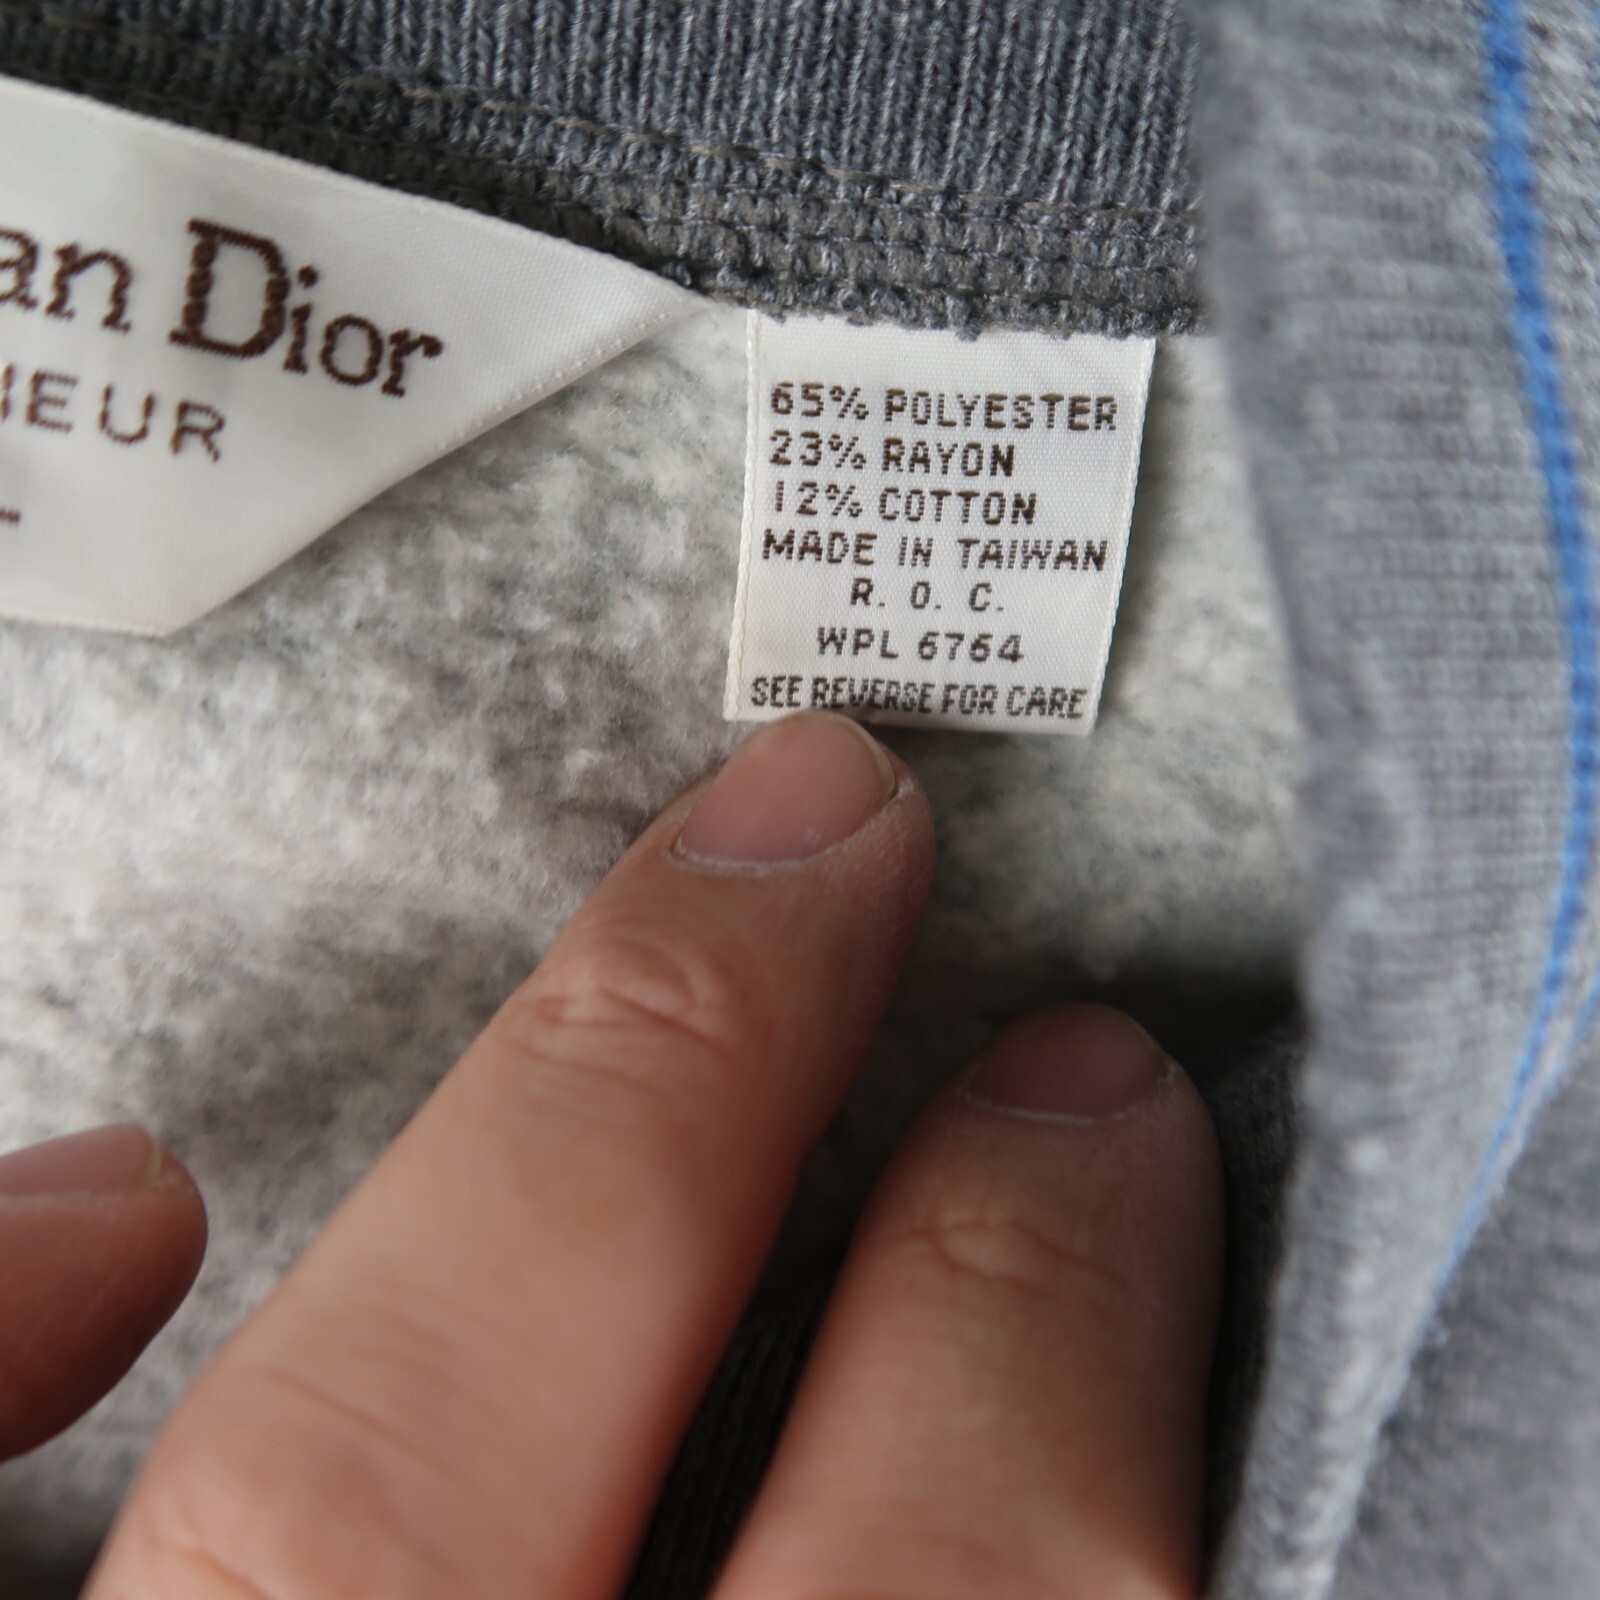 an Dior
IEUR
65% POLYESTER
23% RAYON
12% COTTON
MADE IN TAIWAN
R. O. C.
WPL 6764
SEE REVERSE FOR CARE